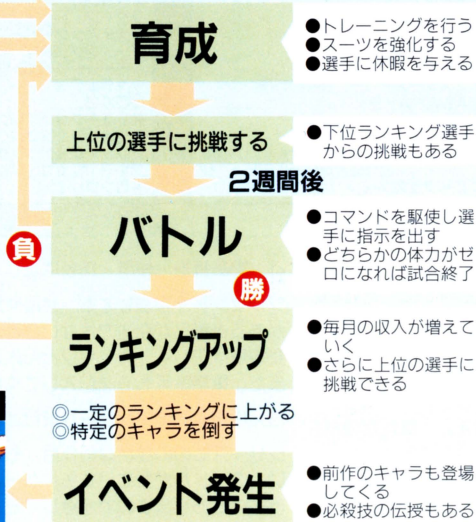 育成
●トレーニングを行う
●スーツを強化する
●選手に休暇を与える
上位の選手に挑戦する
●下位ランキング選手
からの挑戦もある
2週間後
バトル
●コマンドを駆使し選
手に指示を出す
●どちらかの体力がゼ
ロになれば試合終了
負
勝
ランキングアップ
●毎月の収入が増えて
いく
●さらに上位の選手に
挑戦できる
◎一定のランキングに上がる
◎特定のキャラを倒す
イベント発生
●前作のキャラも登場
してくる
●必殺技の伝授もある